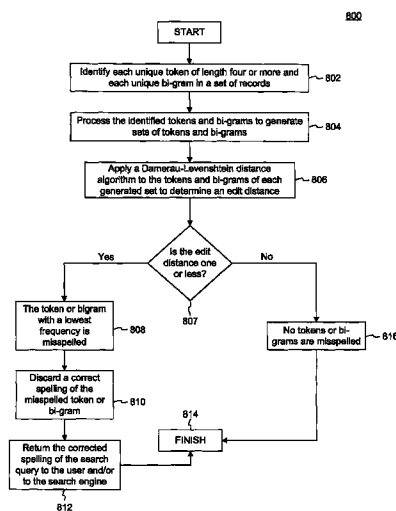 800
START
Identify each unique token of length four or more and
each unique bi-gram in a set of records
802
Process the identified tokens and bi-grams to generate
sets of tokens and bi-grams
804
Apply a Damerau-Levenshtein distance
algorithm to the tokens and bi-grams of each
generated set to determine an edit distance
806
Is the edit
distance one
or less?
807
Yes
No
The token or bigram
with a lowest
frequency is
misspelled
808
No tokens or bi-
grams are misspelled
816
Discard a correct
spelling of the
misspelled token or
bi-gram
810
814
FINISH
Return the corrected
spelling of the search
query to the user and/or
to the search engine
812